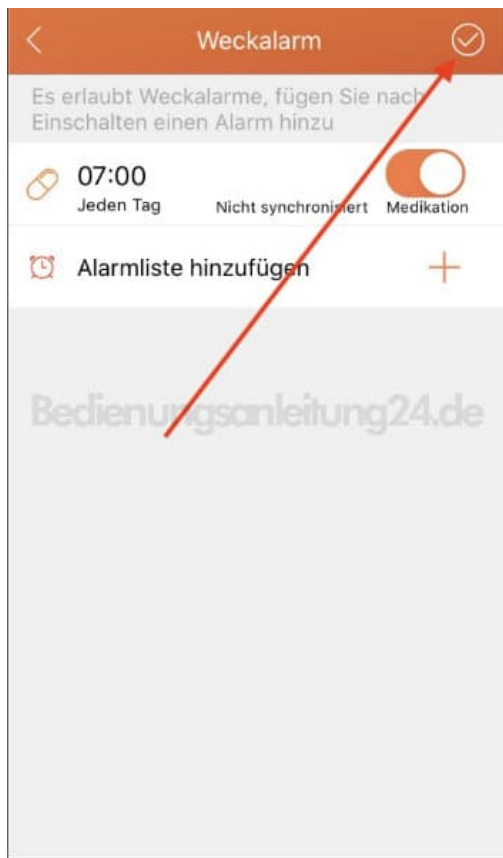 Weckalarm
Es erlaubt Weckalarme, fügen Sie nach
Einschalten einen Alarm hinzu
07:00
Jeden Tag Nicht synchronisiert Medikation
Alarmliste hinzufügen
Bedienungsanleitung24.de